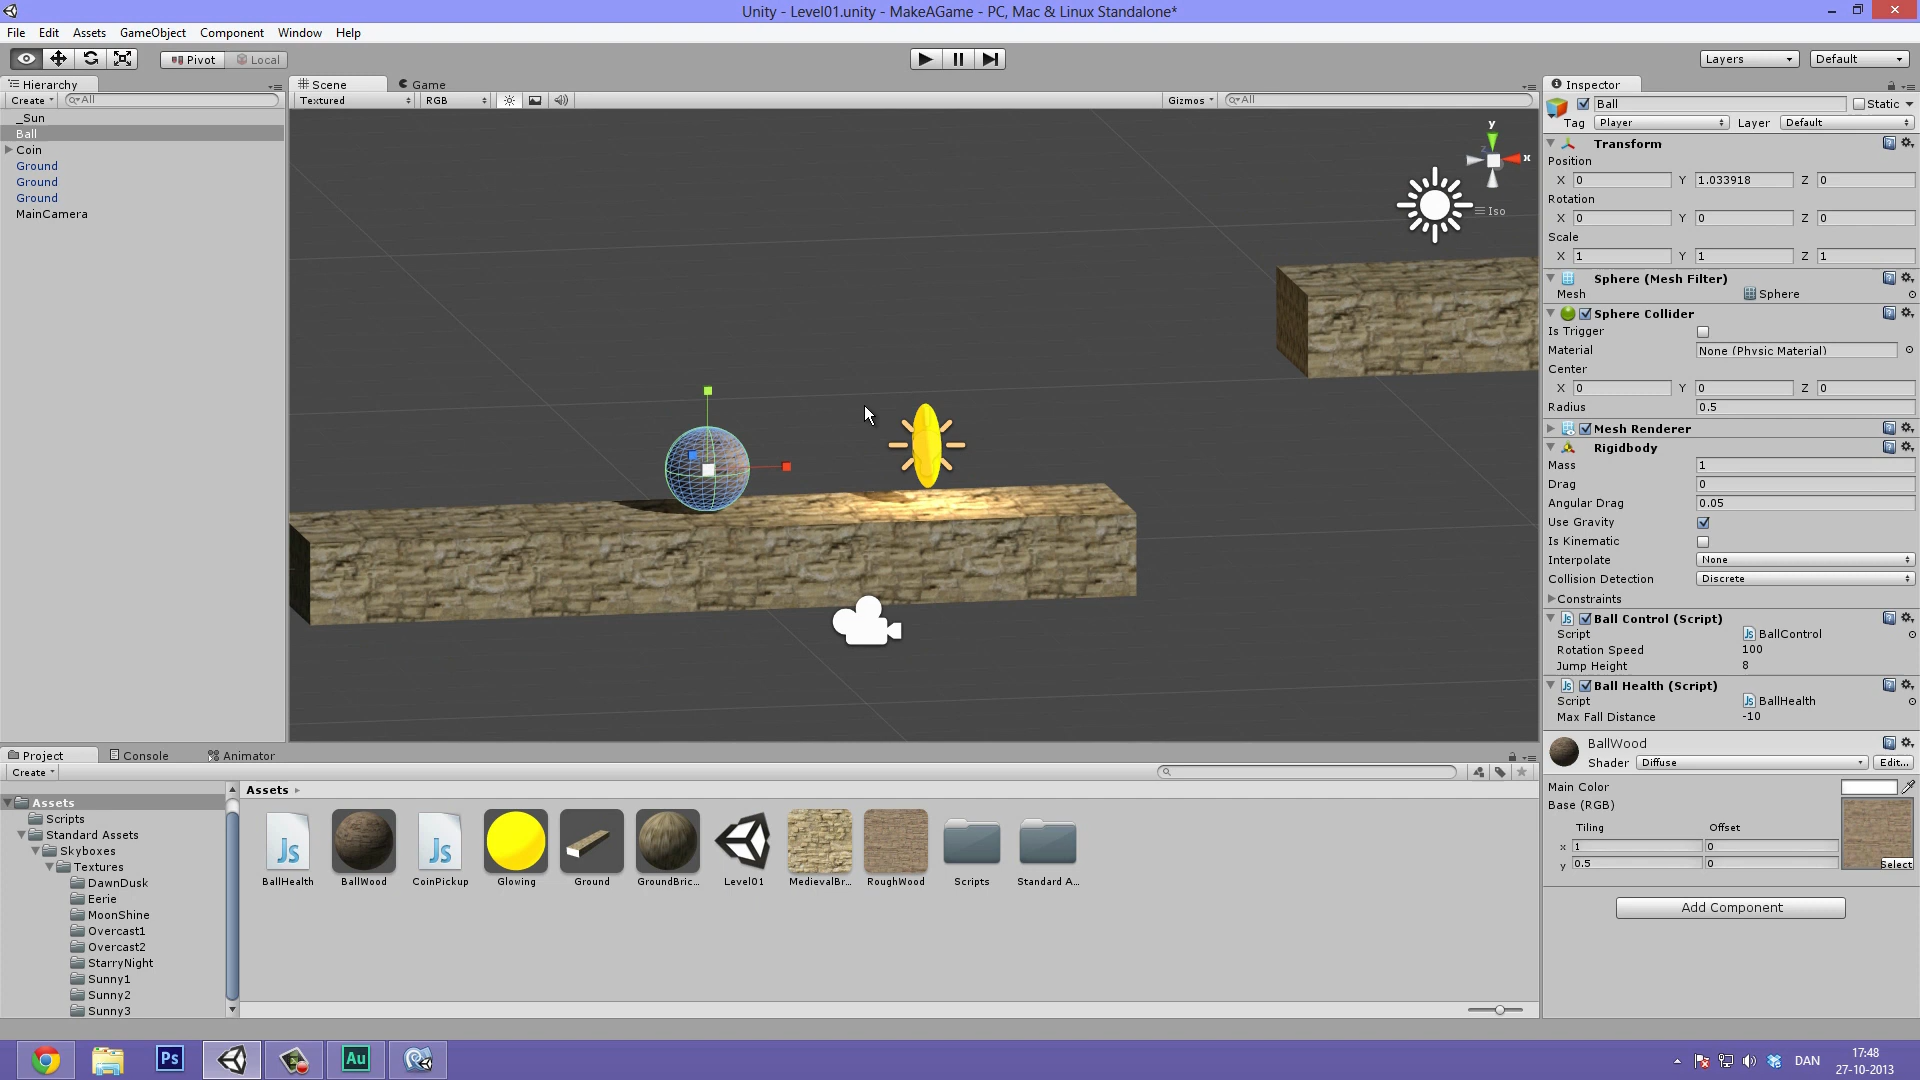 Unity - Level01.unity - MakeAGame - PC, Mac & Linux Standalone*
File Edit Assets GameObject Component Window Help
Pivot Local
Layers Default
Hierarchy
Create All
_Sun
Ball
Coin
Ground
Ground
Ground
MainCamera
Scene Game
Textured RGB Gizmos All
y
z
x
Iso
Inspector
Ball Static
Tag Player Layer Default
Transform
Position
X 0 Y 1.033918 Z 0
Rotation
X 0 Y 0 Z 0
Scale
X 1 Y 1 Z 1
Sphere (Mesh Filter)
Mesh Sphere
Sphere Collider
Is Trigger
Material None (Physic Material)
Center
X 0 Y 0 Z 0
Radius 0.5
Mesh Renderer
Rigidbody
Mass 1
Drag 0
Angular Drag 0.05
Use Gravity
Is Kinematic
Interpolate None
Collision Detection Discrete
Constraints
Js Ball Control (Script)
Script Js BallControl
Rotation Speed 100
Jump Height 8
Js Ball Health (Script)
Script Js BallHealth
Max Fall Distance -10
BallWood
Shader Diffuse Edit...
Main Color
Base (RGB)
Tiling Offset
x 1 0
y 0.5 0
Select
Add Component
Project Console Animator
Create
Assets
Scripts
Standard Assets
Skyboxes
Textures
DawnDusk
Eerie
MoonShine
Overcast1
Overcast2
StarryNight
Sunny1
Sunny2
Sunny3
Assets
Js Js
BallHealth BallWood CoinPickup Glowing Ground GroundBric... Level01 MedievalBr... RoughWood Scripts Standard A...
Ps Au
DAN
17:48
27-10-2013